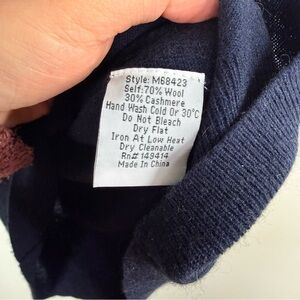 Style: M68423
Self:70% Wool
30% Cashmere
Hand Wash Cold Or 30°C
Do Not Bleach
Dry Flat
Iron At Low Heat
Dry Cleanable
Rn# 149414
Made In China